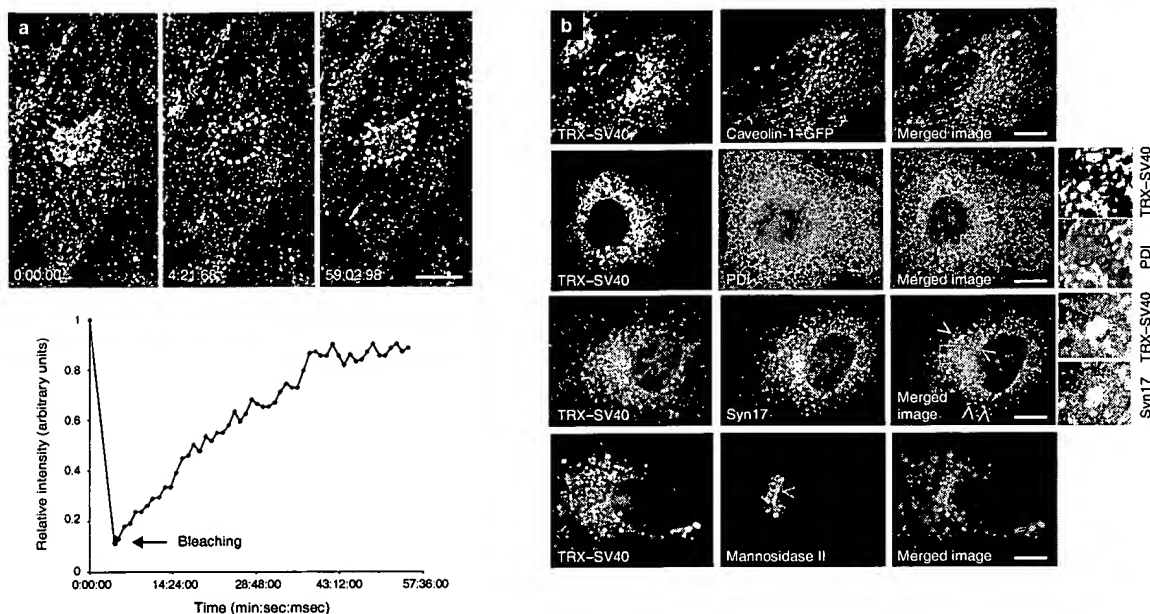 a
0:00:00
4:21:66
59:02:98
1
0.8
0.6
0.4
0.2
0
Relative intensity (arbitrary units)
Bleaching
0:00:00 14:24:00 28:48:00 43:12:00 57:36:00
Time (min:sec:msec)
b
TRX–SV40 Caveolin-1–GFP Merged image
TRX–SV40 PDI Merged image
TRX–SV40
PDI
TRX–SV40 Syn17 Merged image
TRX–SV40
Syn17
TRX–SV40 Mannosidase II Merged image